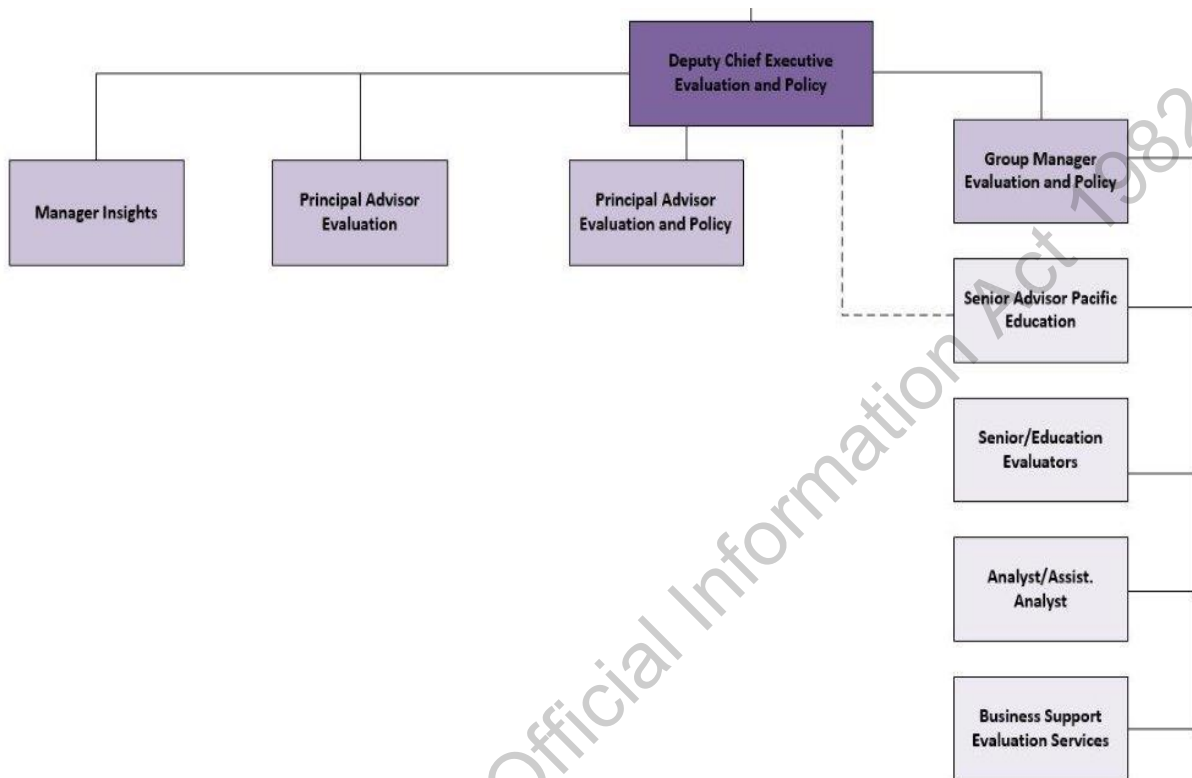 Deputy Chief Executive
Evaluation and Policy
Manager Insights
Principal Advisor
Evaluation
Principal Advisor
Evaluation and Policy
Group Manager
Evaluation and Policy
Senior Advisor Pacific
Education
Senior/Education
Evaluators
Analyst/Assist.
Analyst
Business Support
Evaluation Services
Official Information Act 1982